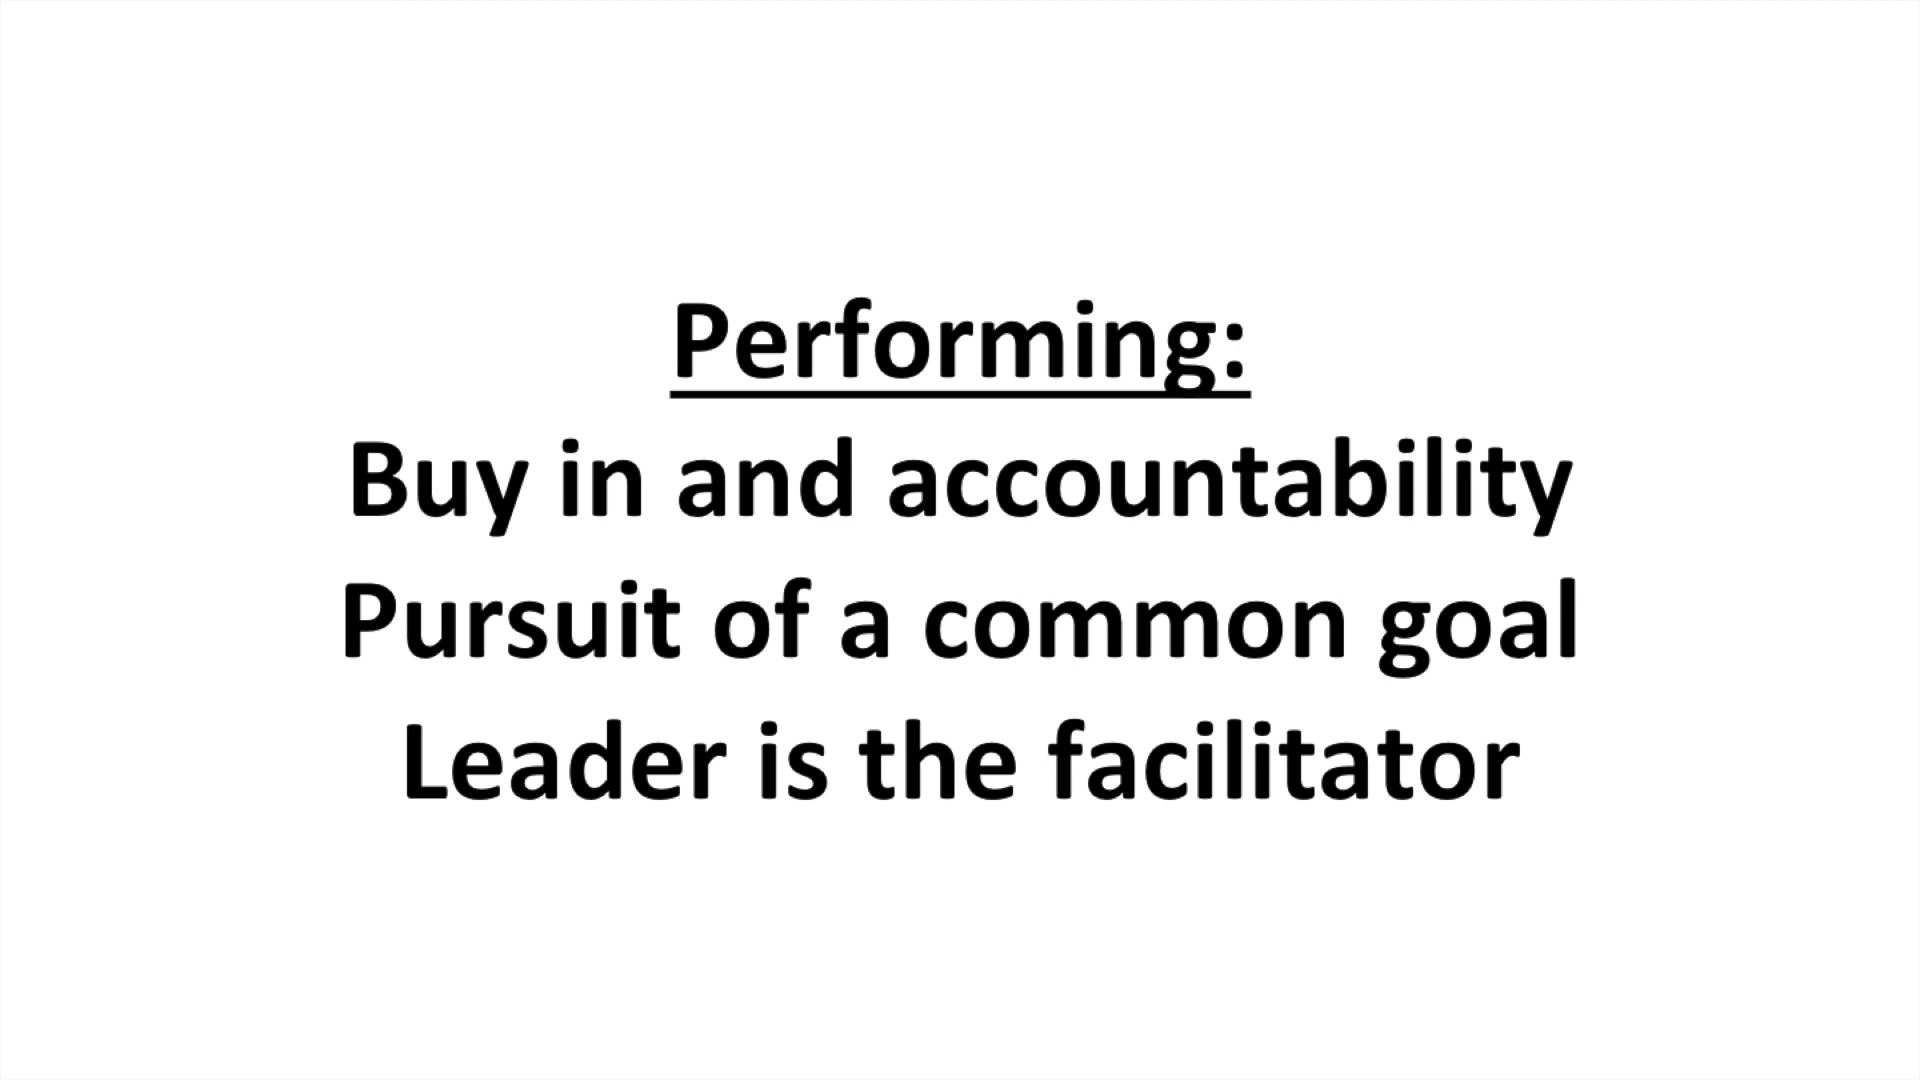 Performing:
Buy in and accountability
Pursuit of a common goal
Leader is the facilitator